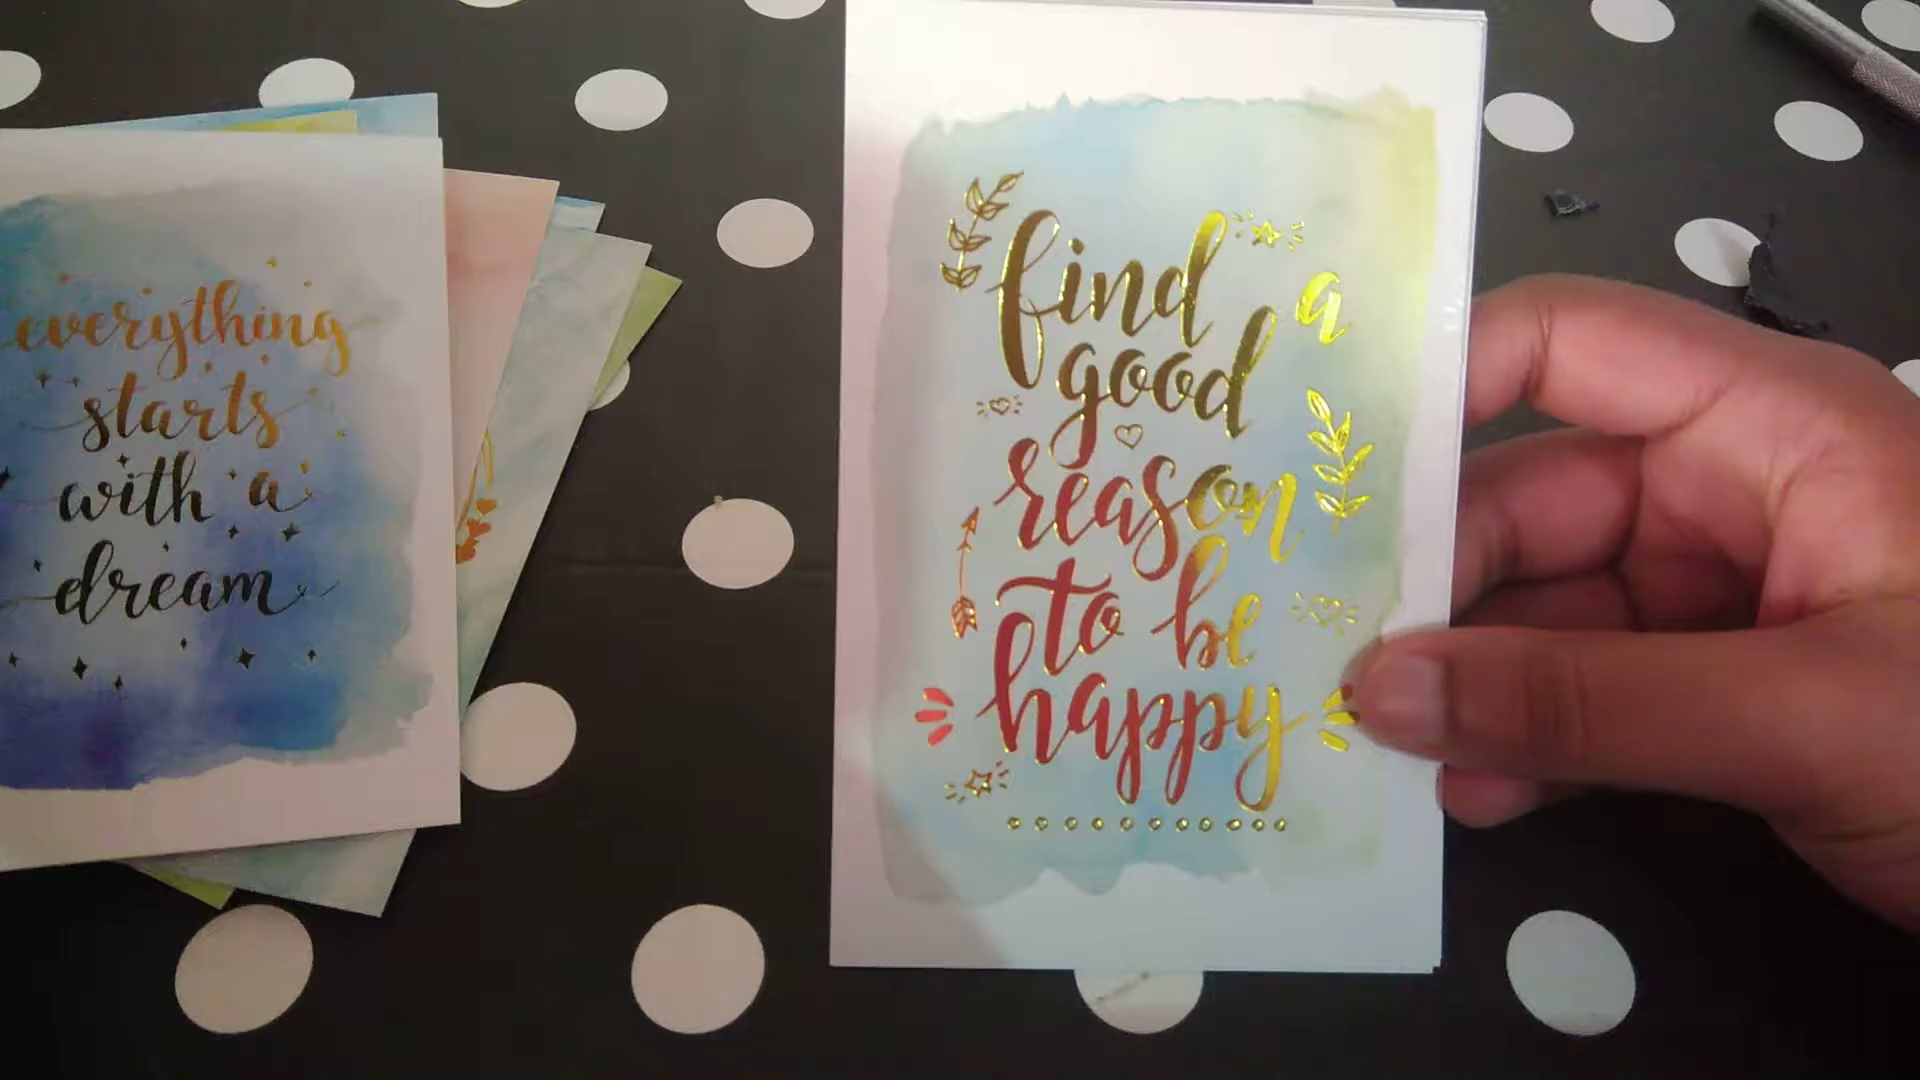 everything
starts
with a
dream
find a
good
reason
to be
happy